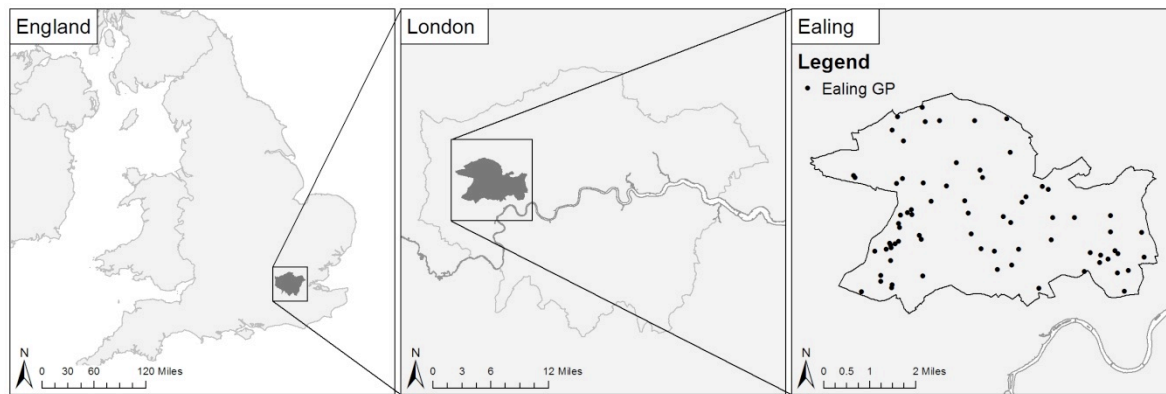 England
N
0 30 60 120 Miles
London
N
0 2 3 6 12 Miles
Ealing
Legend
Ealing GP
N
0 0.5 1 2 Miles